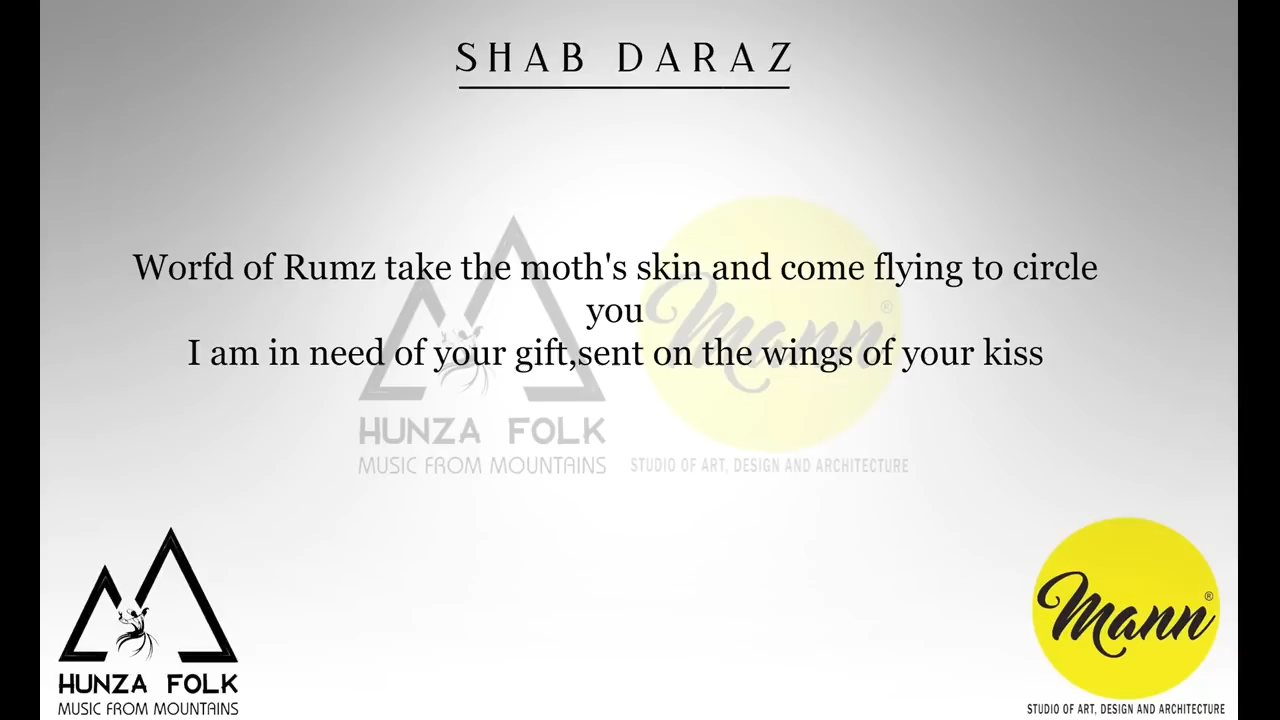 SHAB DARAZ
Worfd of Rumz take the moth's skin and come flying to circle
you
I am in need of your gift,sent on the wings of your kiss
Mann®
HUNZA FOLK
MUSIC FROM MOUNTAINS
STUDIO OF ART, DESIGN AND ARCHITECTURE
HUNZA FOLK
MUSIC FROM MOUNTAINS
Mann®
STUDIO OF ART, DESIGN AND ARCHITECTURE